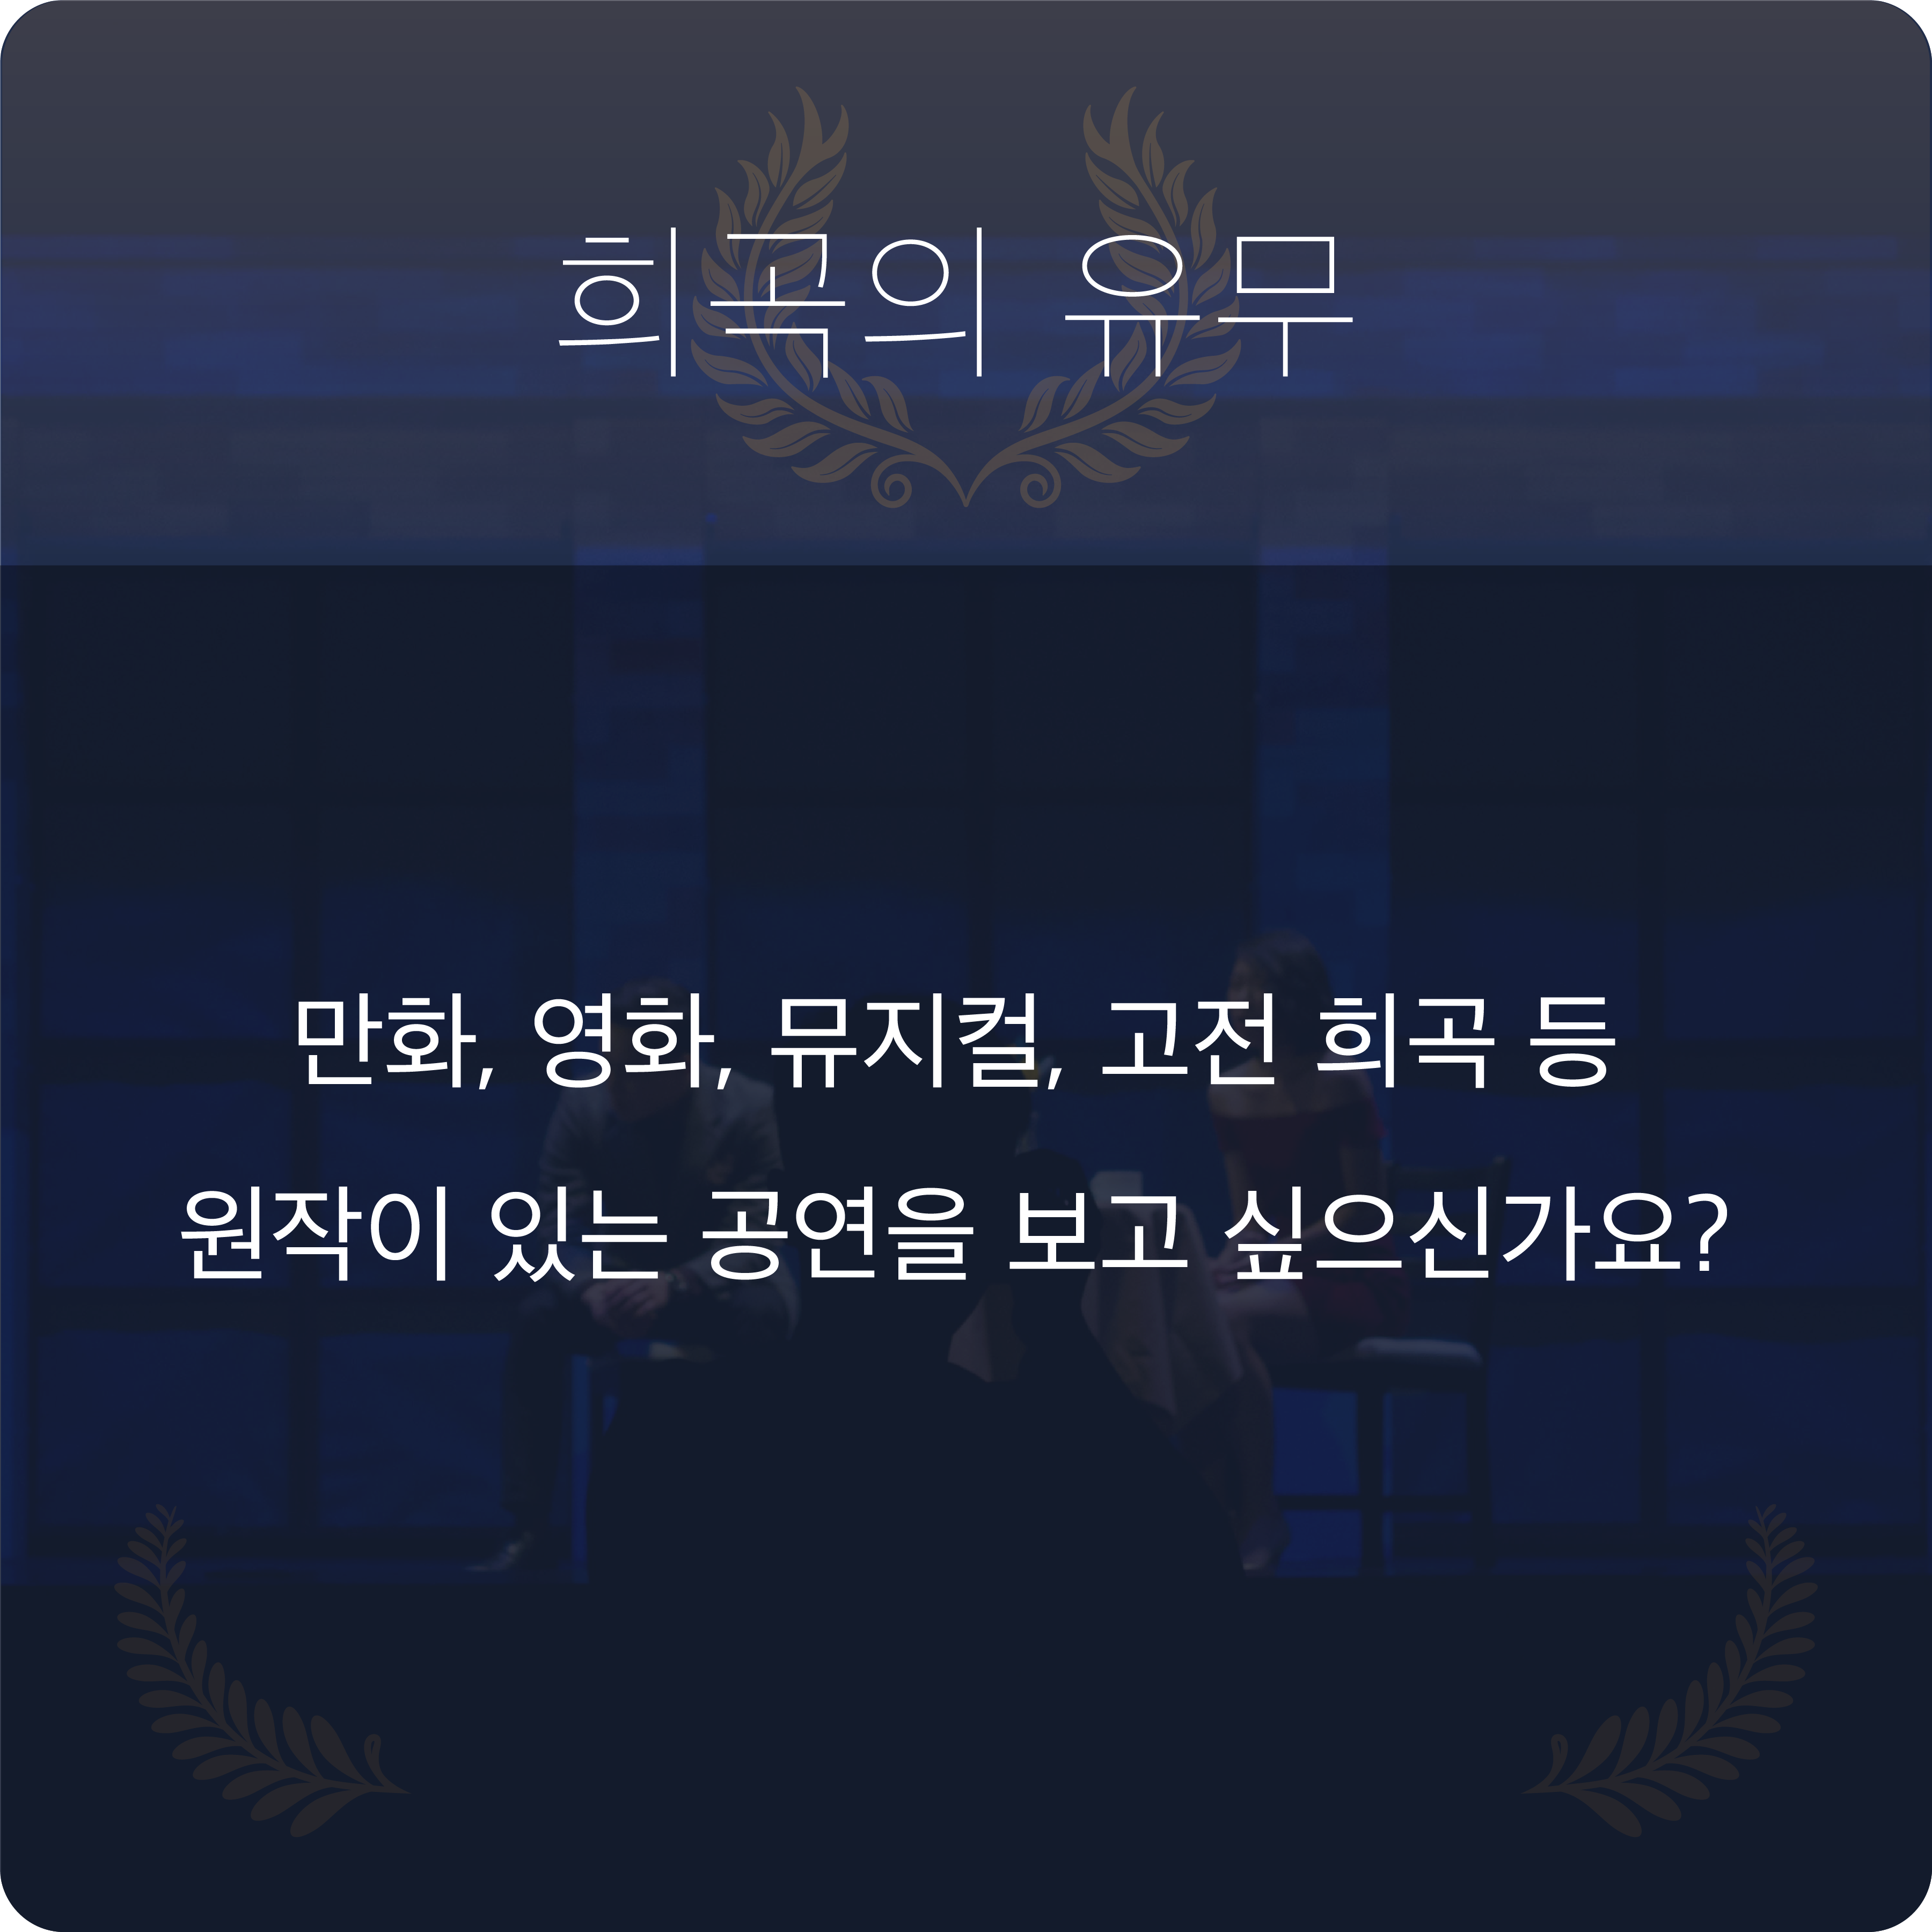 희곡의 유무
만화, 영화, 뮤지컬, 고전 희곡 등
원작이 있는 공연을 보고 싶으신가요?